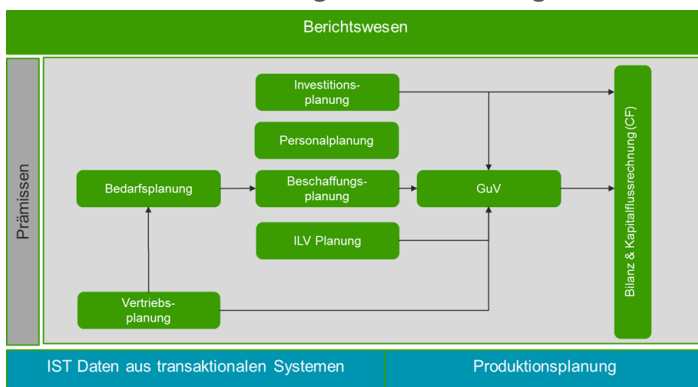 Berichtswesen
Prämissen
Investitions-
planung
Personalplanung
Bedarfsplanung
Beschaffungs-
planung
GuV
ILV Planung
Vertriebs-
planung
Bilanz & Kapitalflussrechnung (CF)
IST Daten aus transaktionalen Systemen
Produktionsplanung